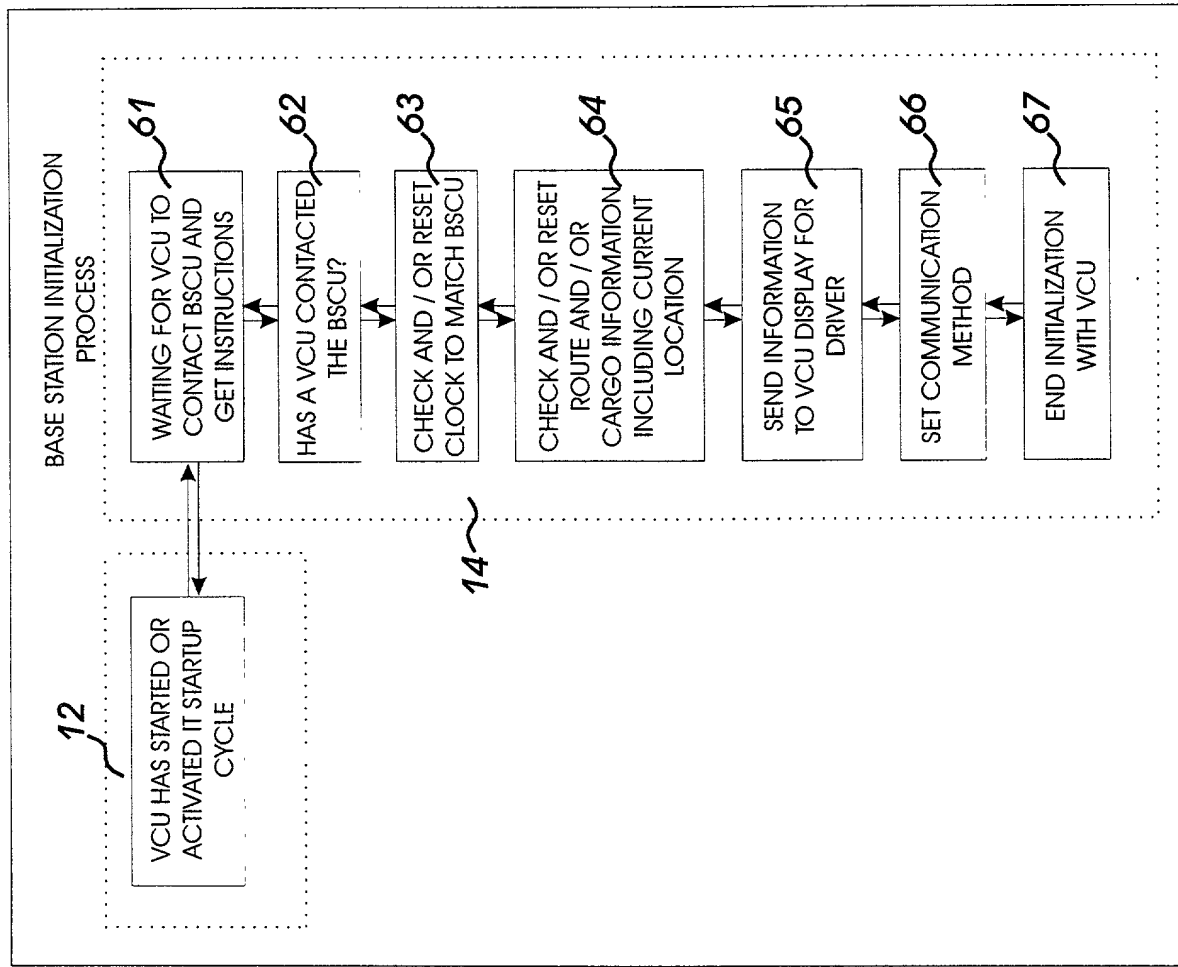 BASE STATION INITIALIZATION
PROCESS
12
VCU HAS STARTED OR
ACTIVATED IT STARTUP
CYCLE
14
WAITING FOR VCU TO
CONTACT BSCU AND
GET INSTRUCTIONS
61
HAS A VCU CONTACTED
THE BSCU?
62
CHECK AND / OR RESET
CLOCK TO MATCH BSCU
63
CHECK AND / OR RESET
ROUTE AND / OR
CARGO INFORMATION
INCLUDING CURRENT
LOCATION
64
SEND INFORMATION
TO VCU DISPLAY FOR
DRIVER
65
SET COMMUNICATION
METHOD
66
END INITIALIZATION
WITH VCU
67